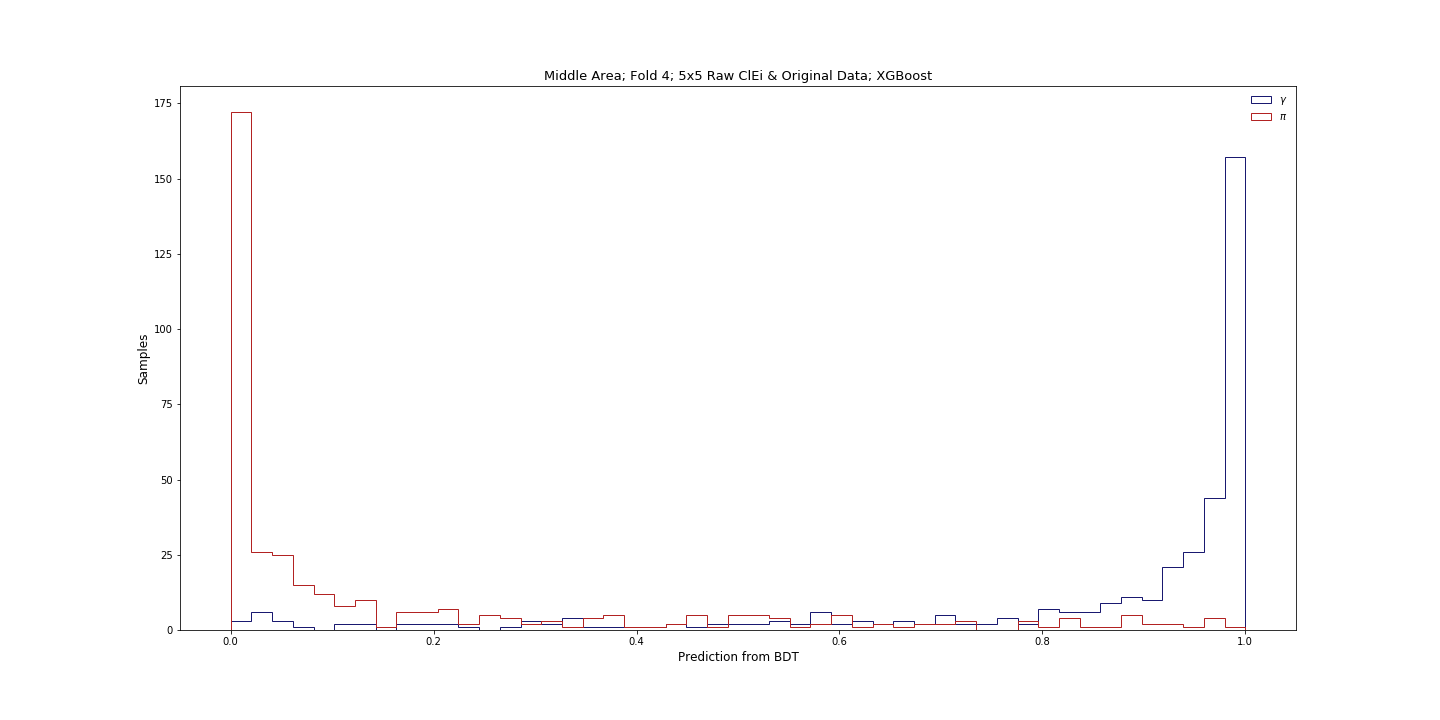 Middle Area; Fold 4; 5x5 Raw ClEi & Original Data; XGBoost
γ
π
175
150
125
100
75
50
25
0
Samples
0.0 0.2 0.4 0.6 0.8 1.0
Prediction from BDT